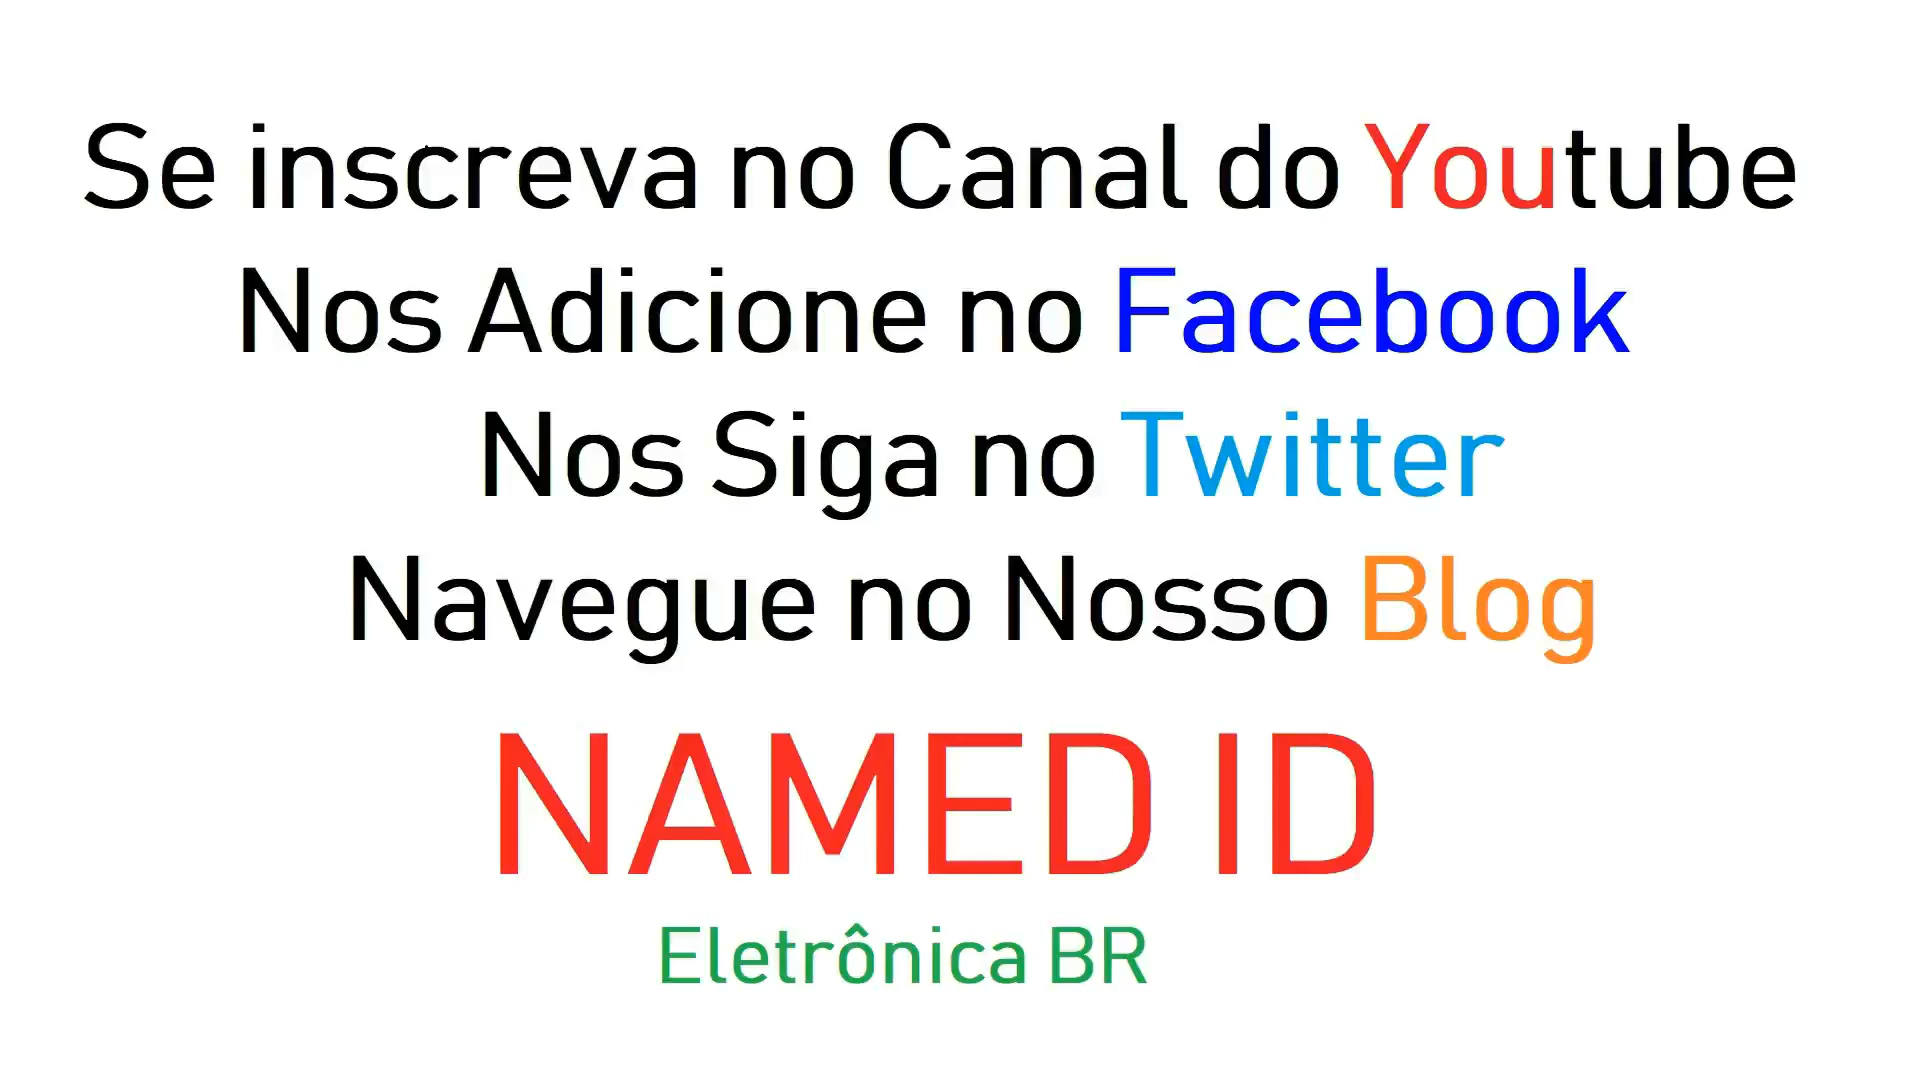 Se inscreva no Canal do Youtube
Nos Adicione no Facebook
Nos Siga no Twitter
Navegue no Nosso Blog
NAMED ID
Eletrônica BR